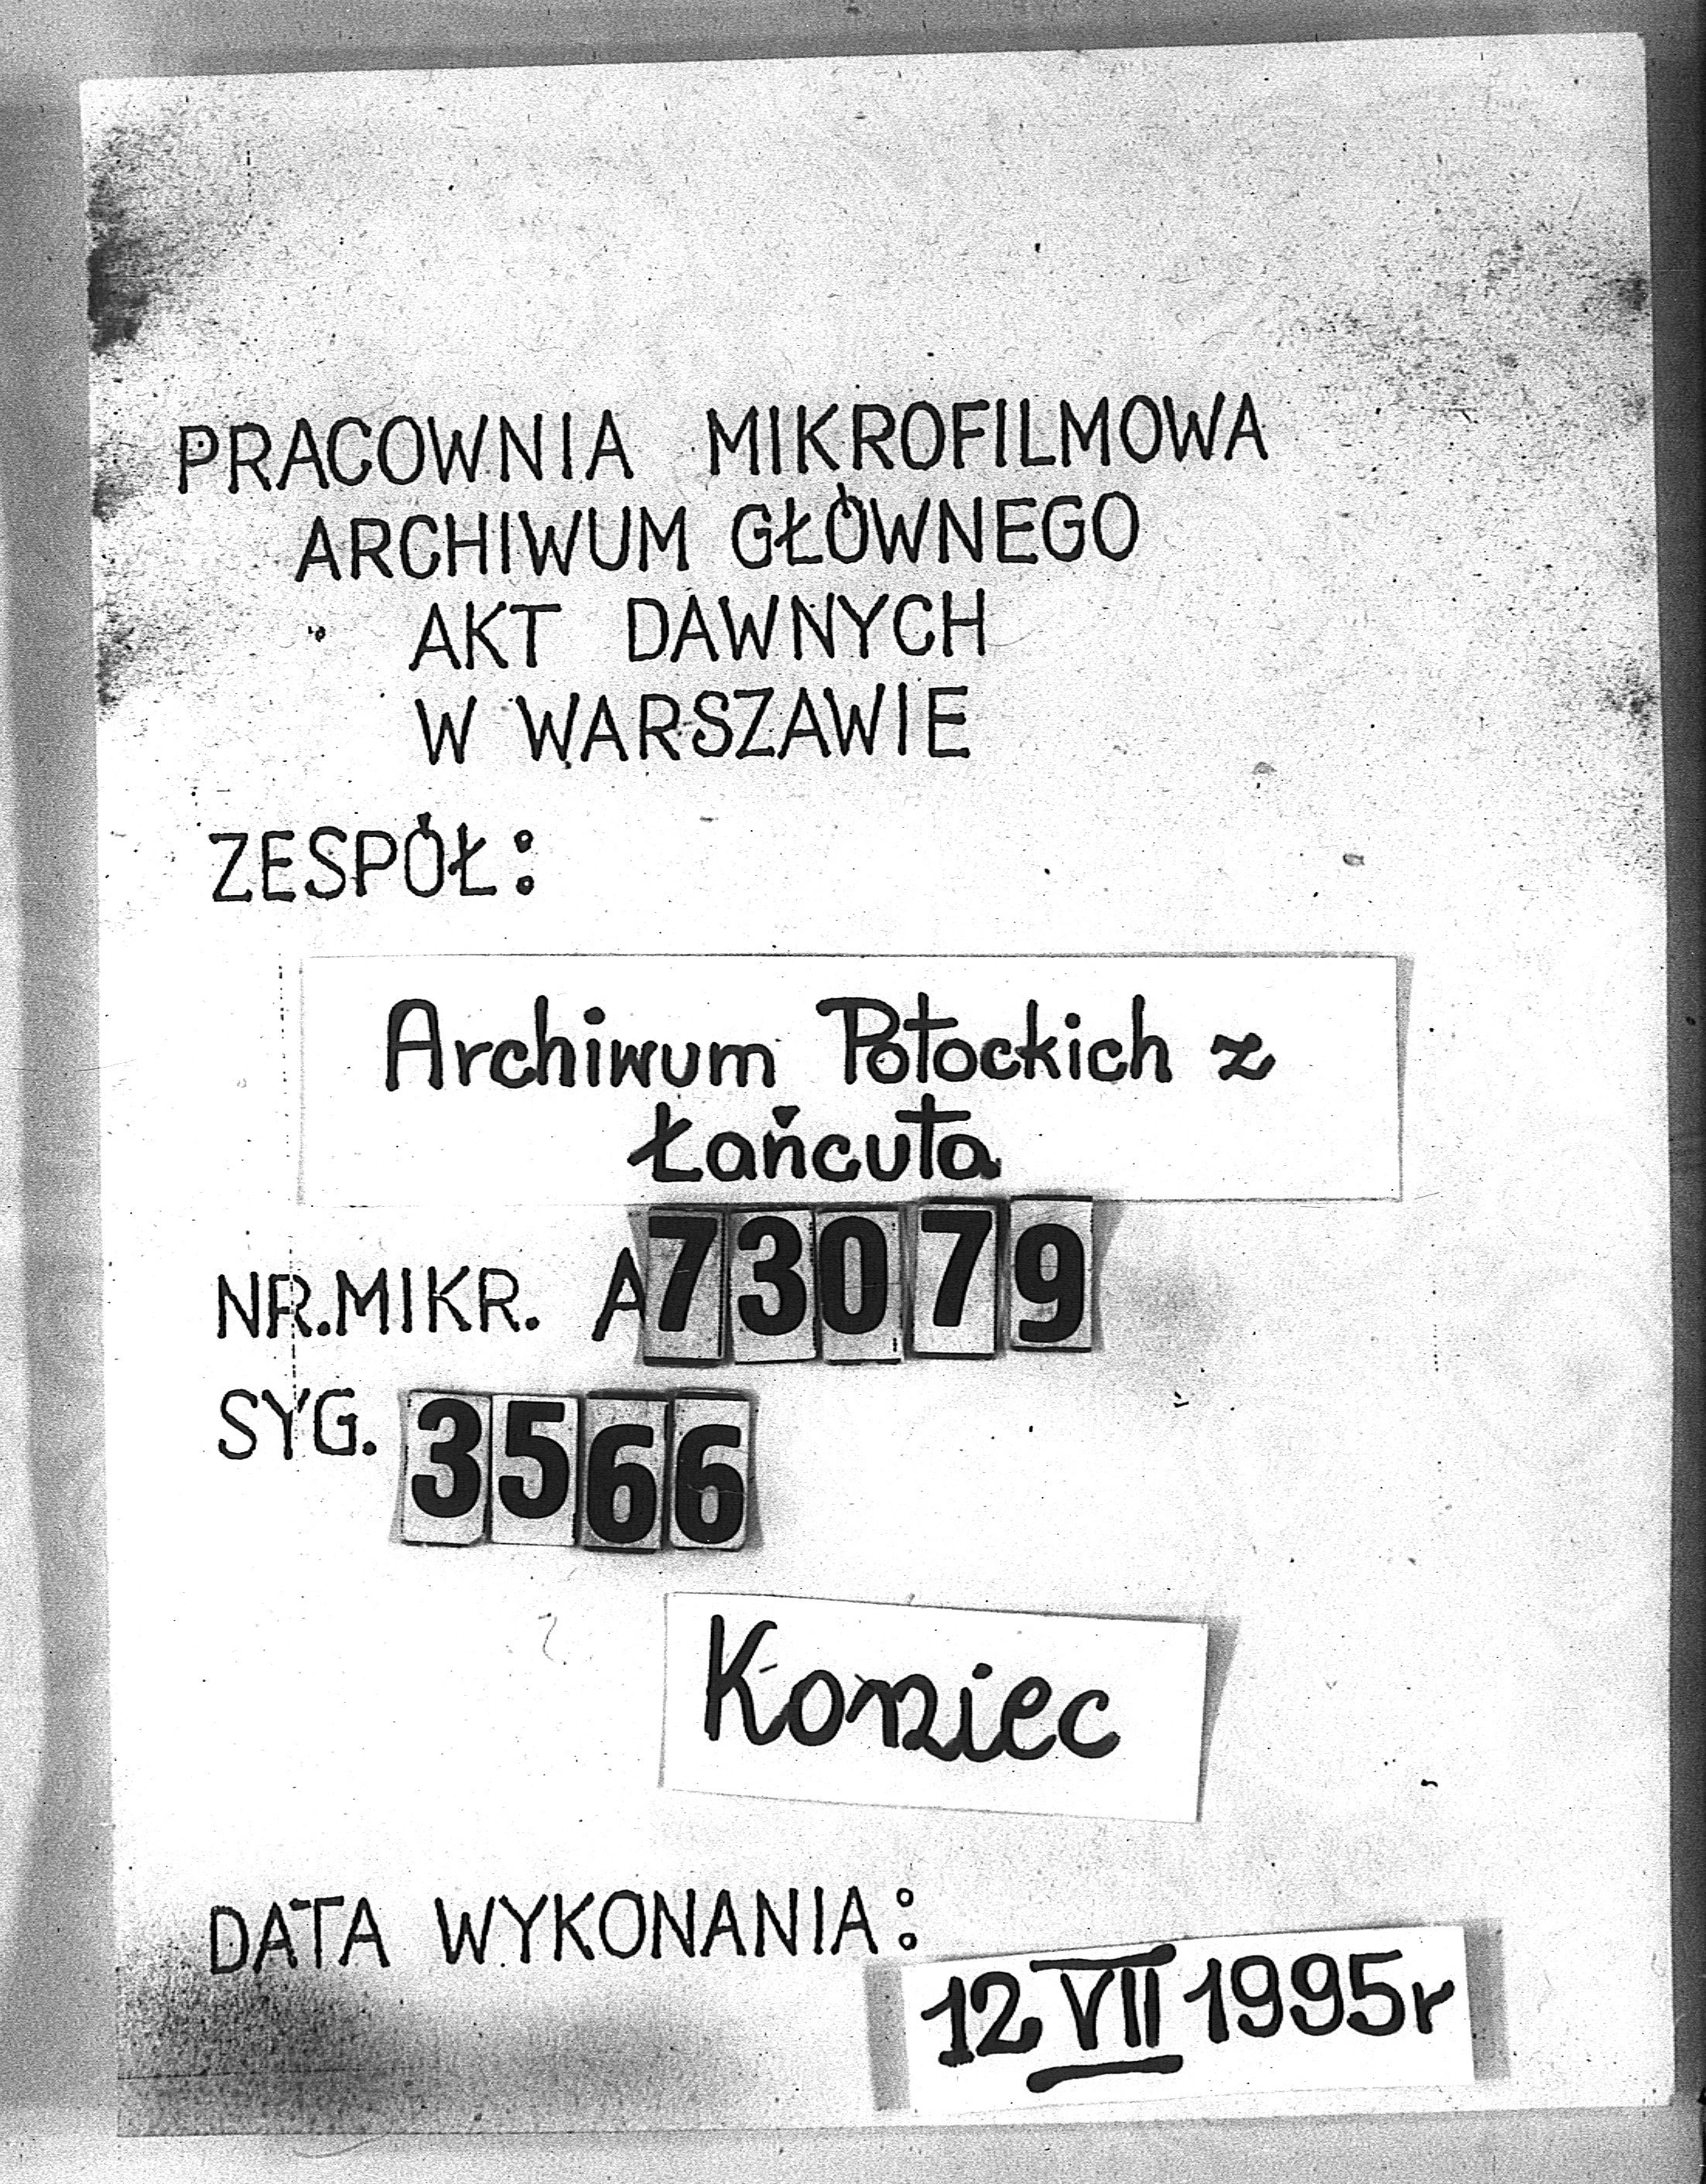 PRACOWNIA MIKROFILMOWA
ARCHIWUM GŁÓWNEGO
AKT DAWNYCH
W WARSZAWIE
ZESPÓŁ:
Archiwum Potockich z
Łańcuta
NR.MIKR. A73079
SYG. 3566
Koniec
DATA WYKONANIA:
12 VII 1995r